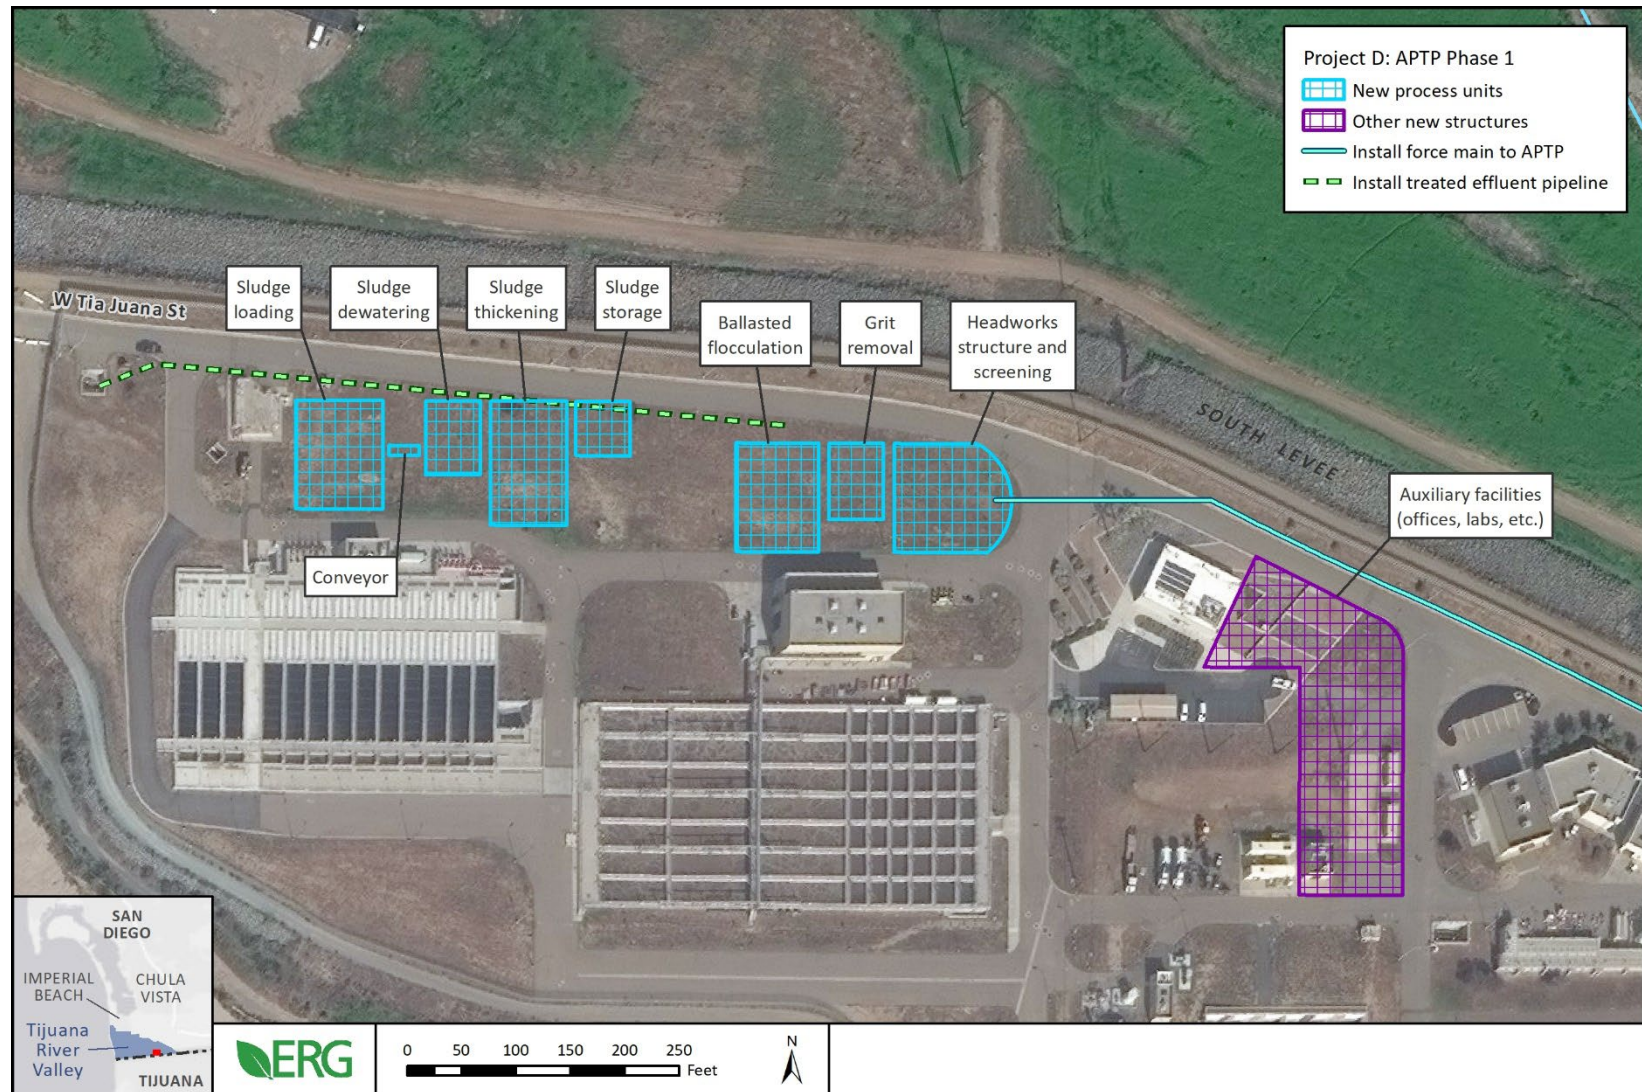 Project D: APTP Phase 1
New process units
Other new structures
Install force main to APTP
Install treated effluent pipeline
W Tia Juana St
Sludge
loading
Sludge
dewatering
Sludge
thickening
Sludge
storage
Ballasted
flocculation
Grit
removal
Headworks
structure and
screening
SOUTH LEVEE
Auxiliary facilities
(offices, labs, etc.)
Conveyor
SAN
DIEGO
IMPERIAL
BEACH
CHULA
VISTA
Tijuana
River
Valley
TIJUANA
ERG
0 50 100 150 200 250
Feet
N